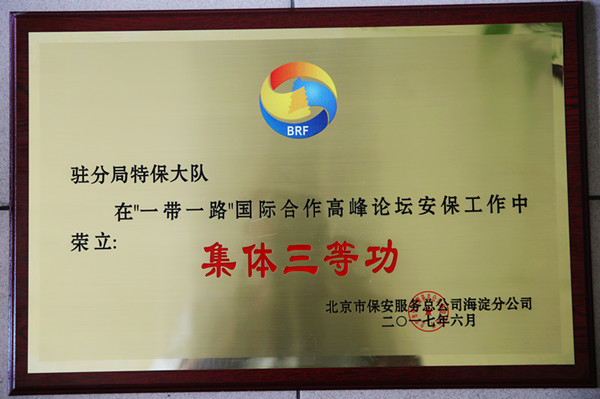 BRF
驻分局特保大队
在"一带一路"国际合作高峰论坛安保工作中
荣立:
集体三等功
北京市保安服务总公司海淀分公司
二〇一七年六月